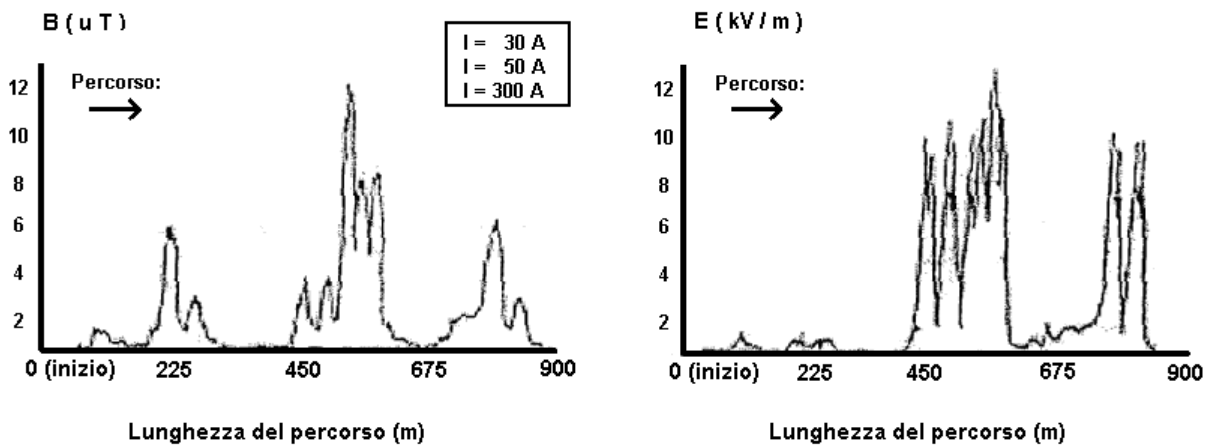 B ( u T )
I = 30 A
I = 50 A
I = 300 A
Percorso:
12
10
8
6
4
2
0 (inizio) 225 450 675 900
Lunghezza del percorso (m)
E ( kV / m )
Percorso:
12
10
8
6
4
2
0 (inizio) 225 450 675 900
Lunghezza del percorso (m)